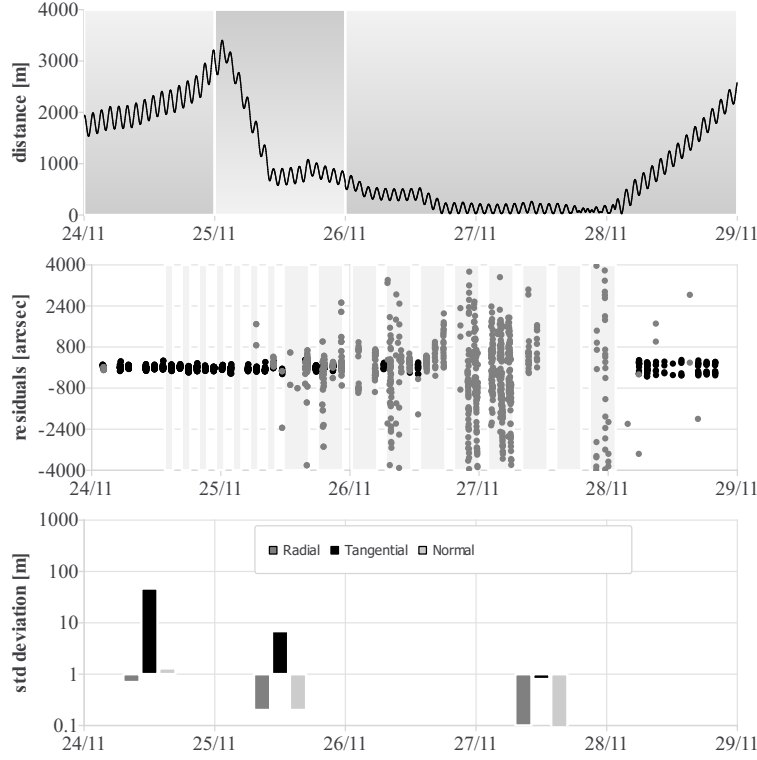 4000
3000
2000
1000
0
distance [m]
24/11 25/11 26/11 27/11 28/11 29/11
4000
2400
800
-800
-2400
-4000
residuals [arcsec]
24/11 25/11 26/11 27/11 28/11 29/11
1000
100
10
1
0.1
std deviation [m]
Radial Tangential Normal
24/11 25/11 26/11 27/11 28/11 29/11